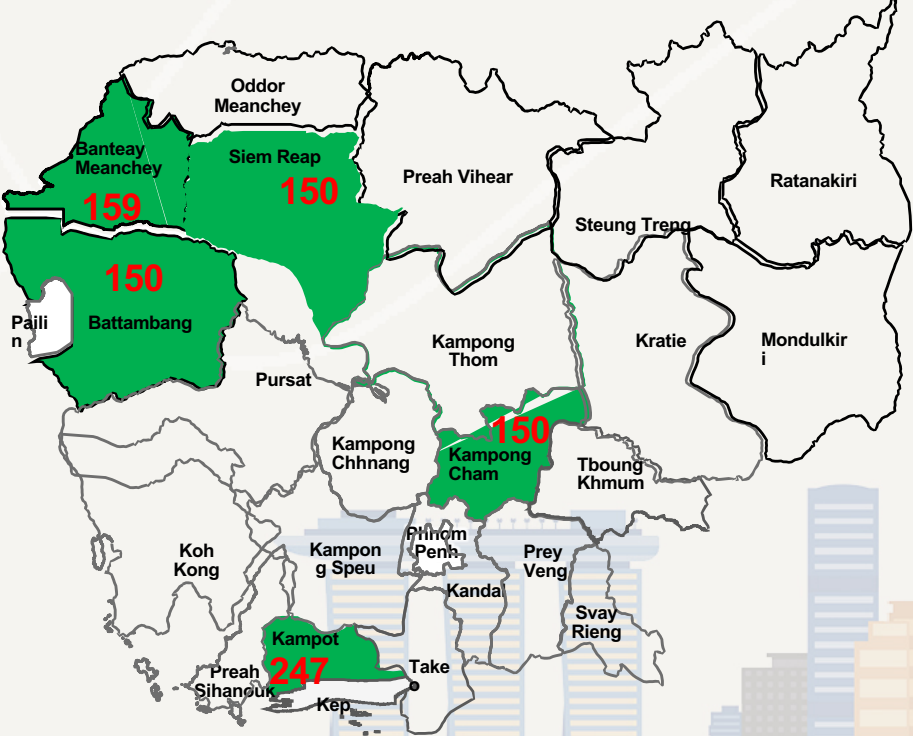 Oddor
Meanchey
Banteay
Meanchey
159
Siem Reap
150
Preah Vihear
Ratanakiri
Steung Treng
150
Battambang
Paili
n
Kampong
Thom
Kratie
Mondulkir
i
Pursat
150
Kampong
Cham
Kampong
Chhnang
Tboung
Khmum
Phnom
Penh
Koh
Kong
Kampon
g Speu
Prey
Veng
Kandal
Svay
Rieng
Kampot
247
Preah
Sihanouk
Take
Kep